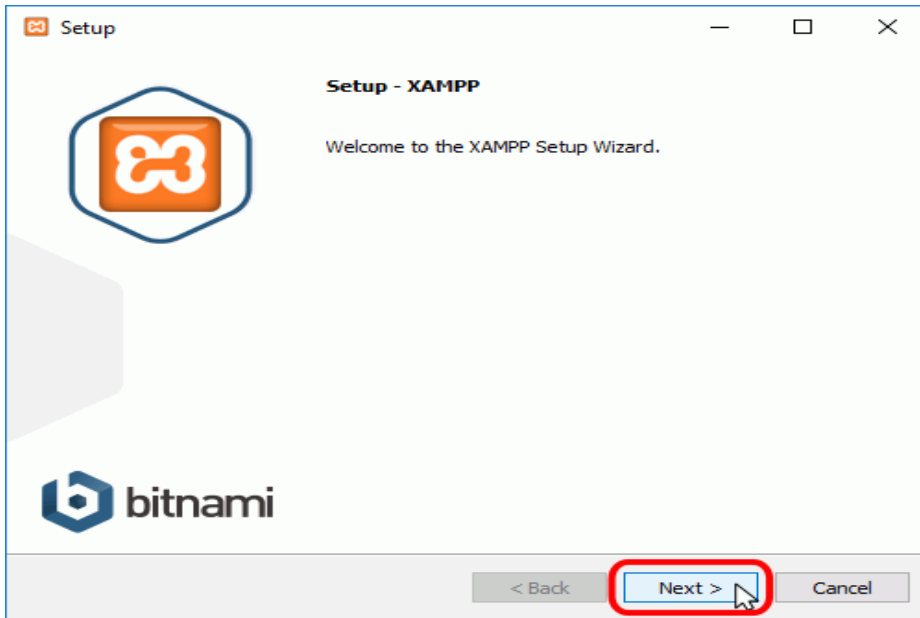 Setup
Setup - XAMPP
Welcome to the XAMPP Setup Wizard.
bitnami
< Back
Next >
Cancel